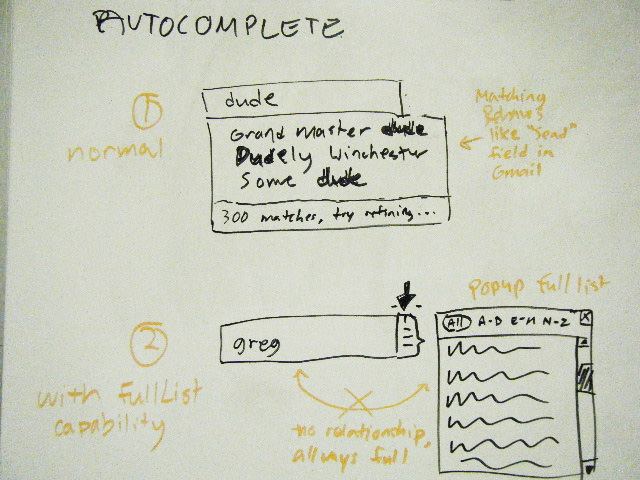 AUTOCOMPLETE
1
normal
dude
Grand master dude
Dudely Winchester
Some dude
300 matches, try refining...
Matching
like "Send"
field in
Gmail
2
with fullList
capability
greg
Popup full list
All A-D E-M N-Z X
no relationship,
always full